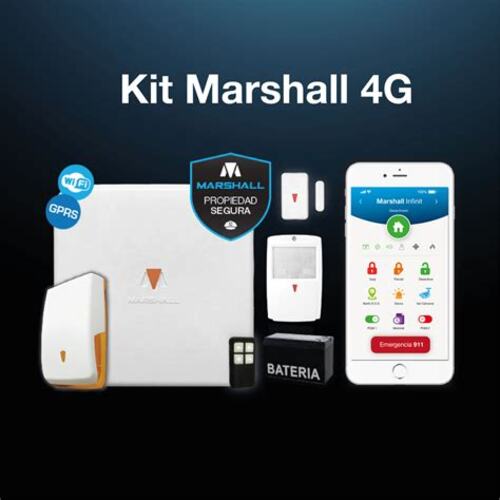 Kit Marshall 4G
WiFi
GPRS
MARSHALL
PROPIEDAD
SEGURA
MARSHALL
BATERIA
Marshall Infinit
Emergencia 911